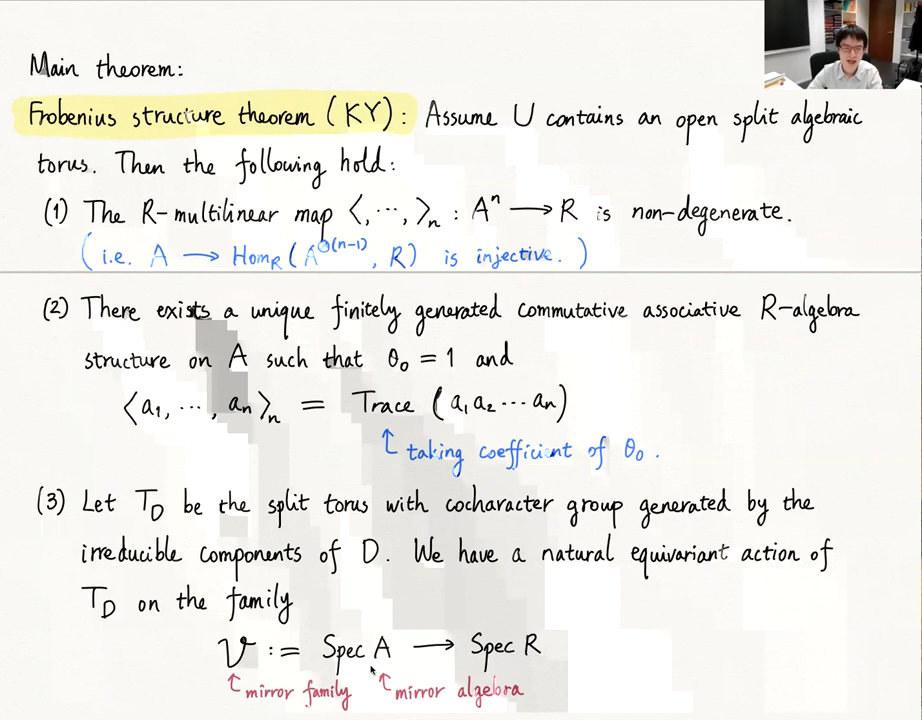 Main theorem:
Frobenius structure theorem (KY): Assume U contains an open split algebraic
torus. Then the following hold:
(1) The R-multilinear map ⟨,⋯,⟩ₙ : Aⁿ ⟶ R is non-degenerate.
(i.e. A ⟶ Hom_R (A^{⊗(n-1)}, R) is injective.)
(2) There exists a unique finitely generated commutative associative R-algebra
structure on A such that θ₀ = 1 and
⟨a₁, ⋯, aₙ⟩ₙ = Trace (a₁a₂⋯aₙ)
↑ taking coefficient of θ₀.
(3) Let T_D be the split torus with cocharacter group generated by the
irreducible components of D. We have a natural equivariant action of
T_D on the family
𝒱 := Spec A ⟶ Spec R
↑ mirror family ↑ mirror algebra